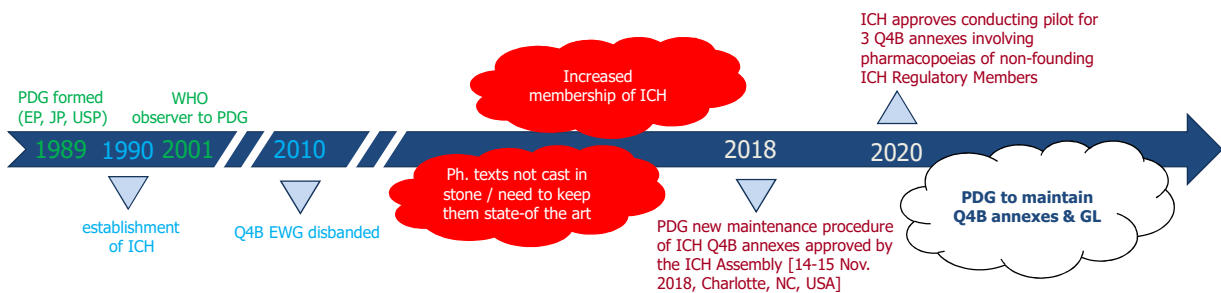 ICH approves conducting pilot for
3 Q4B annexes involving
pharmacopoeias of non-founding
ICH Regulatory Members
Increased
membership of ICH
PDG formed
(EP, JP, USP)
WHO
observer to PDG
1989
1990
2001
2010
2018
2020
Ph. texts not cast in
stone / need to keep
them state-of the art
PDG to maintain
Q4B annexes & GL
establishment
of ICH
Q4B EWG disbanded
PDG new maintenance procedure
of ICH Q4B annexes approved by
the ICH Assembly [14-15 Nov.
2018, Charlotte, NC, USA]